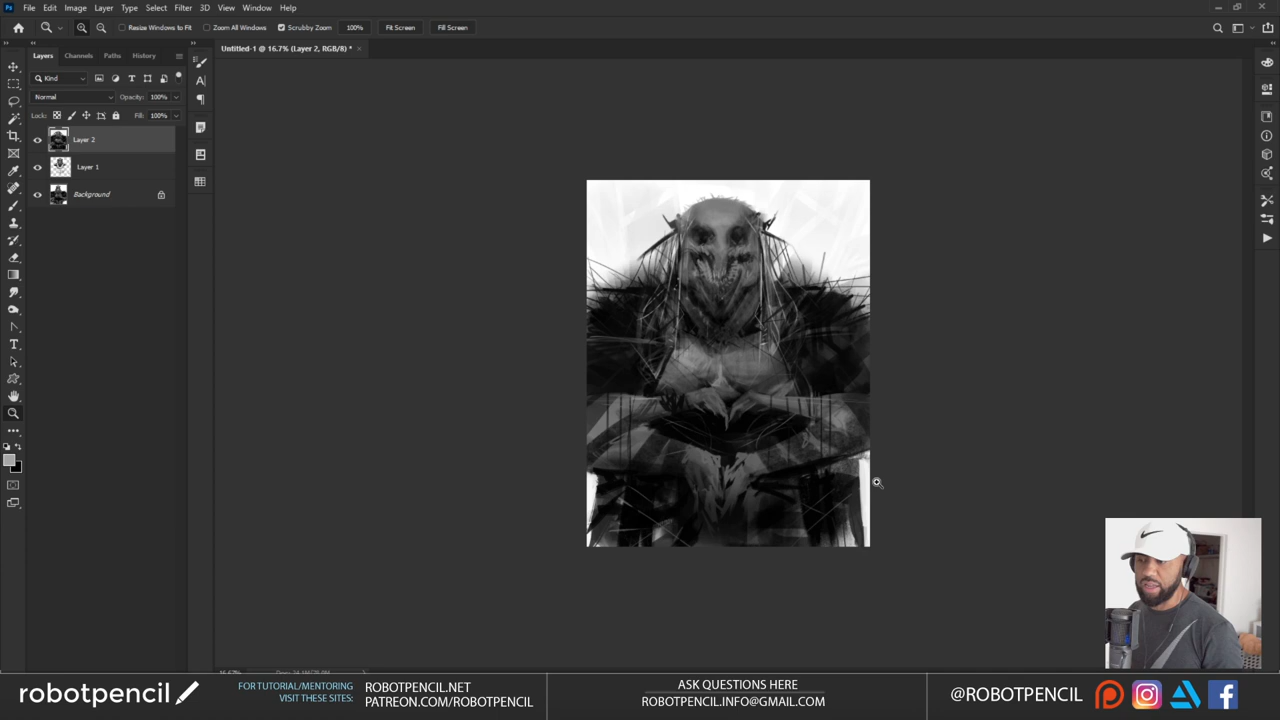 Ps File Edit Image Layer Type Select Filter 3D View Window Help
Resize Windows to Fit Zoom All Windows Scrubby Zoom 100% Fit Screen Fill Screen
Layers Channels Paths History
Untitled-1 @ 16.7% (Layer 2, RGB/8) * ×
Kind
Normal Opacity: 100%
Lock: Fill: 100%
Layer 2
Layer 1
Background
robotpencil
FOR TUTORIAL/MENTORING
VISIT THESE SITES:
ROBOTPENCIL.NET
PATREON.COM/ROBOTPENCIL
ASK QUESTIONS HERE
ROBOTPENCIL.INFO@GMAIL.COM
@ROBOTPENCIL